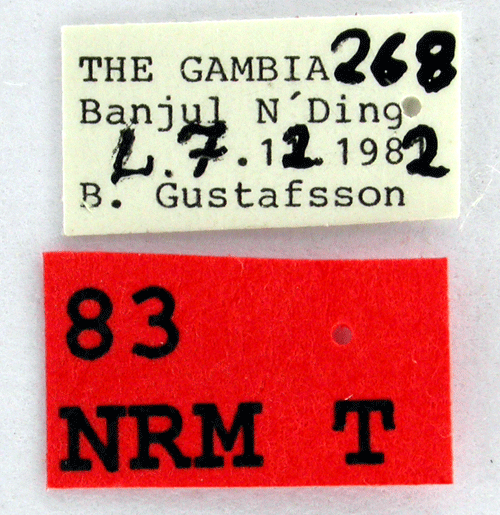 THE GAMBIA 268
Banjul N´Ding
L.7.12 1982
B. Gustafsson
83
NRM T